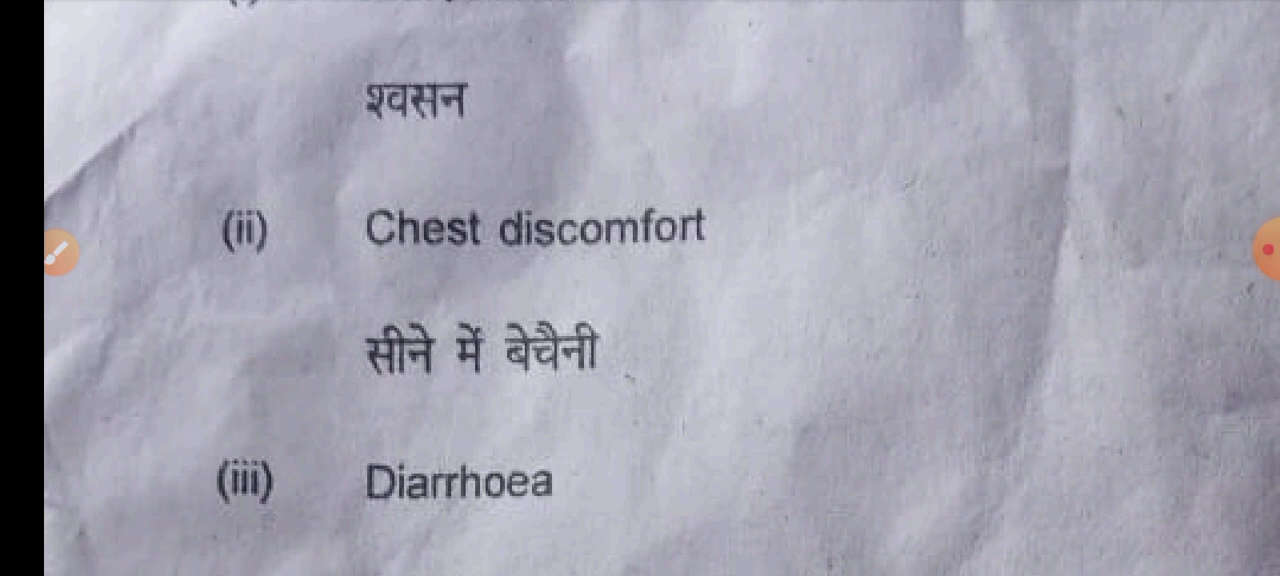 श्वसन
(ii) Chest discomfort
सीने में बेचैनी
(iii) Diarrhoea